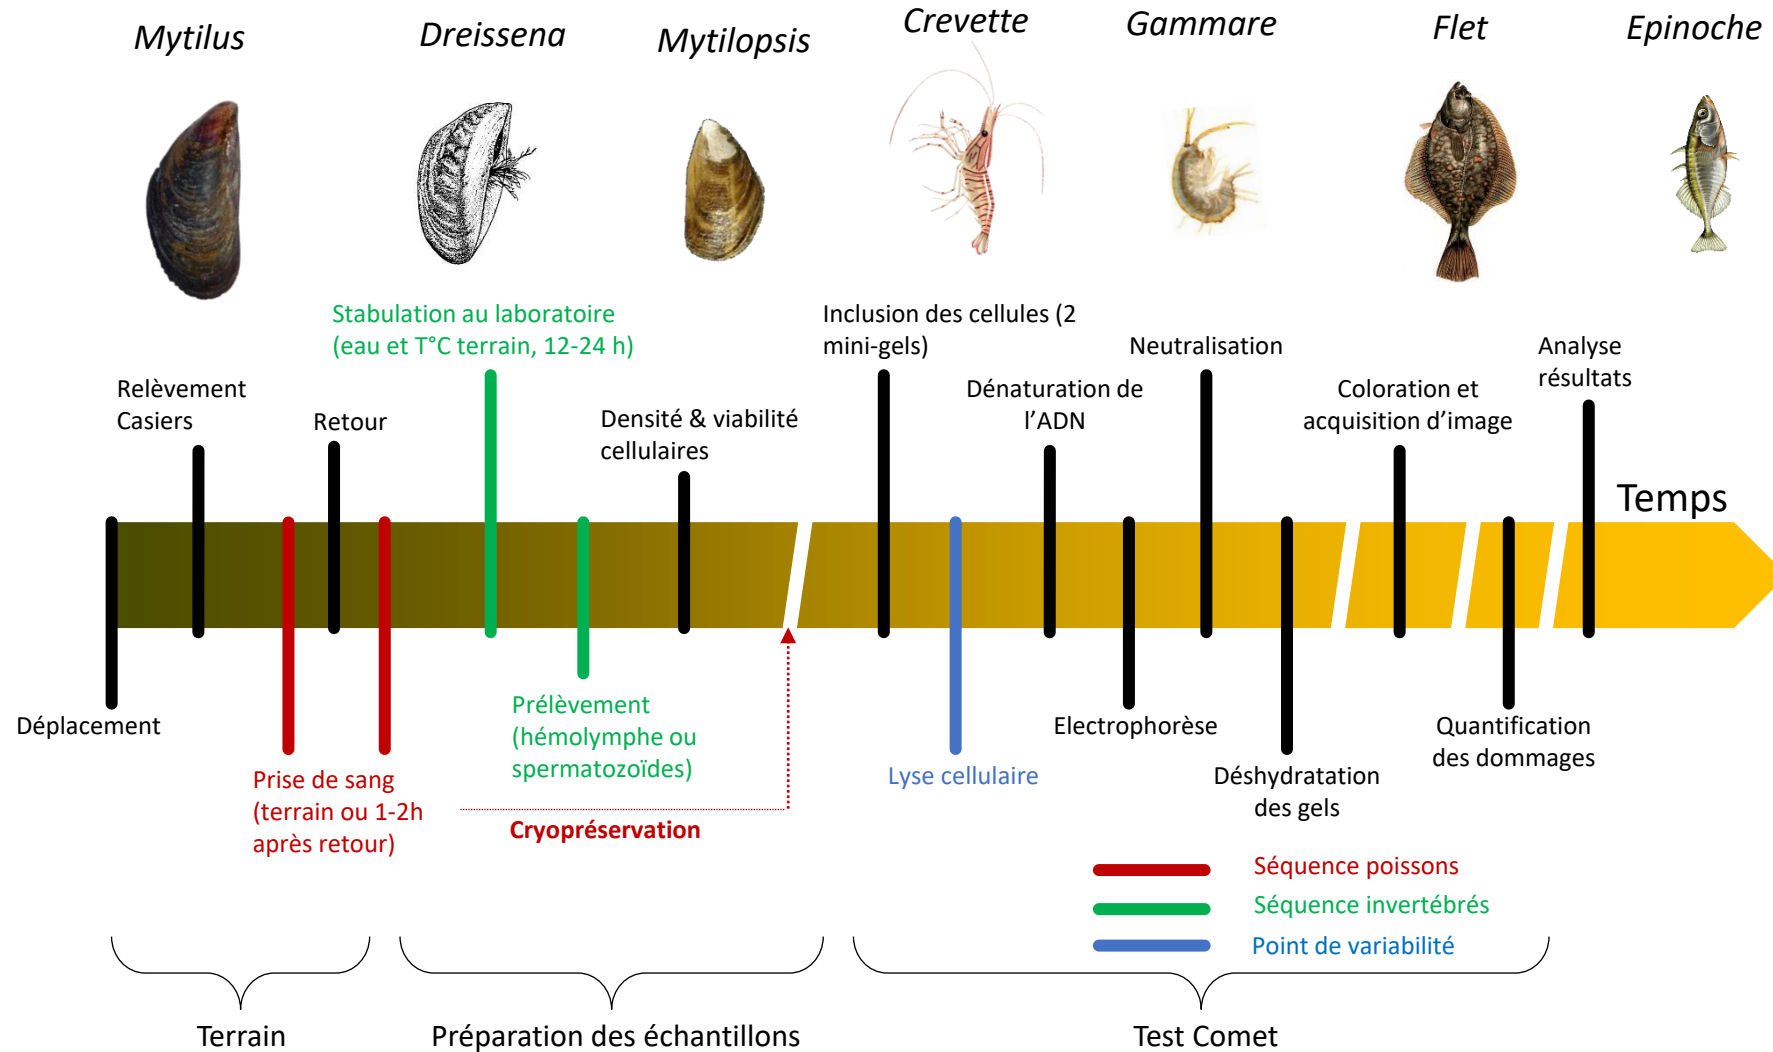 Mytilus
Dreissena
Mytilopsis
Crevette
Gammare
Flet
Epinoche
Stabulation au laboratoire
(eau et T°C terrain, 12-24 h)
Inclusion des cellules (2
mini-gels)
Neutralisation
Analyse
résultats
Relèvement
Casiers
Retour
Densité & viabilité
cellulaires
Dénaturation de
l’ADN
Coloration et
acquisition d’image
Temps
Déplacement
Prise de sang
(terrain ou 1-2h
après retour)
Prélèvement
(hémolymphe ou
spermatozoïdes)
Cryopréservation
Lyse cellulaire
Electrophorèse
Déshydratation
des gels
Quantification
des dommages
Séquence poissons
Séquence invertébrés
Point de variabilité
Terrain
Préparation des échantillons
Test Comet